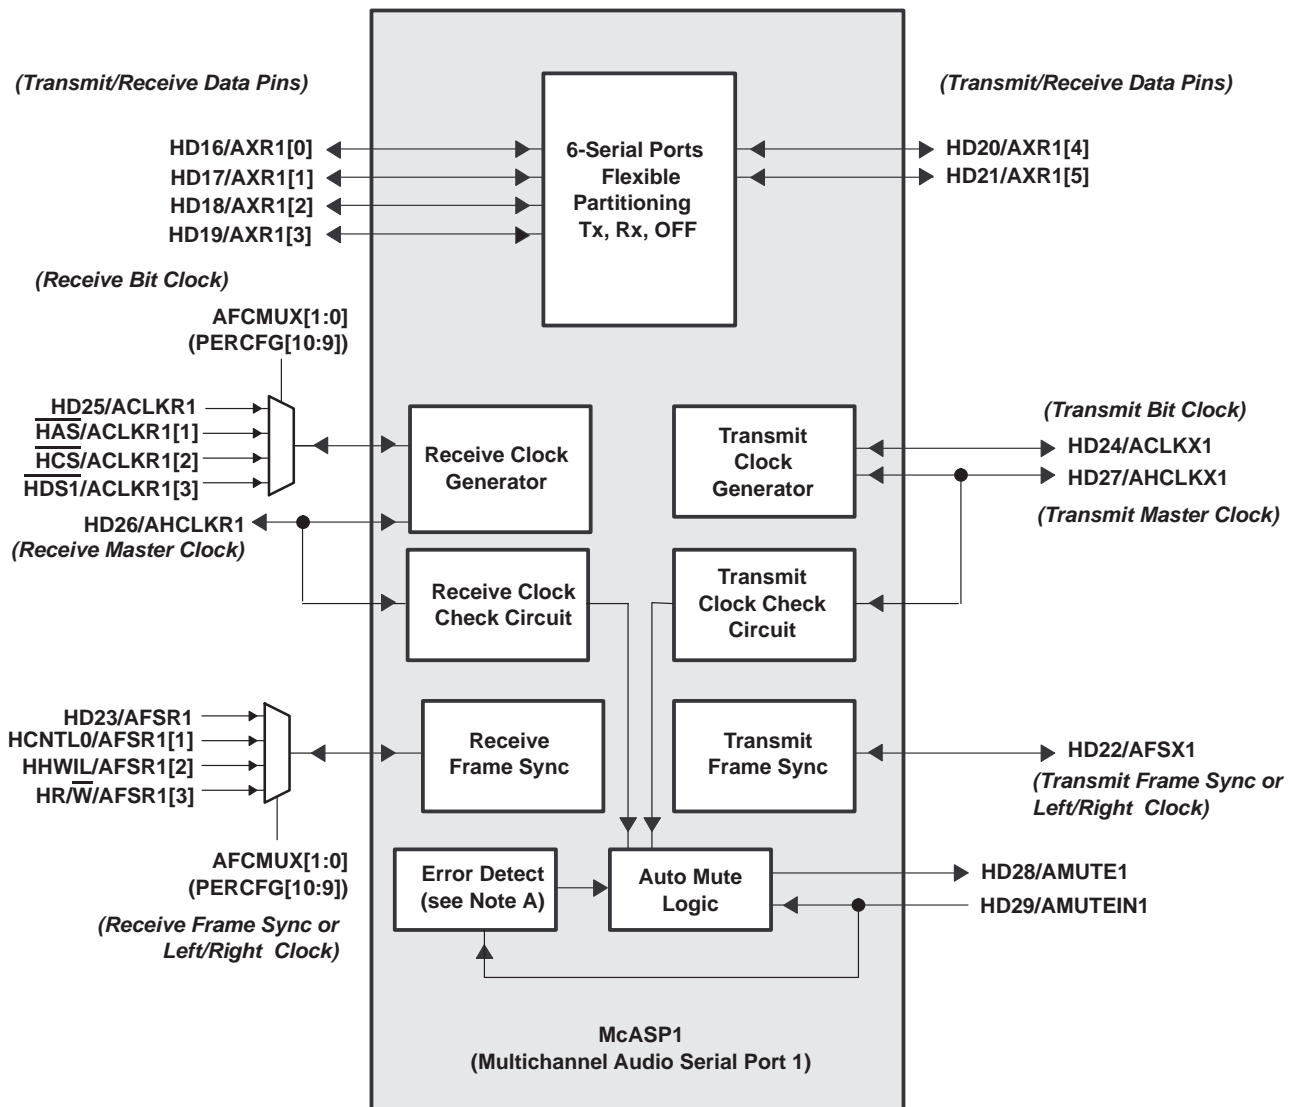 (Transmit/Receive Data Pins)
(Transmit/Receive Data Pins)
HD16/AXR1[0]
HD17/AXR1[1]
HD18/AXR1[2]
HD19/AXR1[3]
6-Serial Ports
Flexible
Partitioning
Tx, Rx, OFF
HD20/AXR1[4]
HD21/AXR1[5]
(Receive Bit Clock)
AFCMUX[1:0]
(PERCFG[10:9])
HD25/ACLKR1
H̅A̅S̅/ACLKR1[1]
H̅C̅S̅/ACLKR1[2]
H̅D̅S̅1̅/ACLKR1[3]
HD26/AHCLKR1
(Receive Master Clock)
Receive Clock
Generator
Transmit
Clock
Generator
(Transmit Bit Clock)
HD24/ACLKX1
HD27/AHCLKX1
(Transmit Master Clock)
Receive Clock
Check Circuit
Transmit
Clock Check
Circuit
HD23/AFSR1
HCNTL0/AFSR1[1]
HHWIL/AFSR1[2]
HR/W̅/AFSR1[3]
Receive
Frame Sync
Transmit
Frame Sync
HD22/AFSX1
(Transmit Frame Sync or
Left/Right Clock)
AFCMUX[1:0]
(PERCFG[10:9])
(Receive Frame Sync or
Left/Right Clock)
Error Detect
(see Note A)
Auto Mute
Logic
HD28/AMUTE1
HD29/AMUTEIN1
McASP1
(Multichannel Audio Serial Port 1)